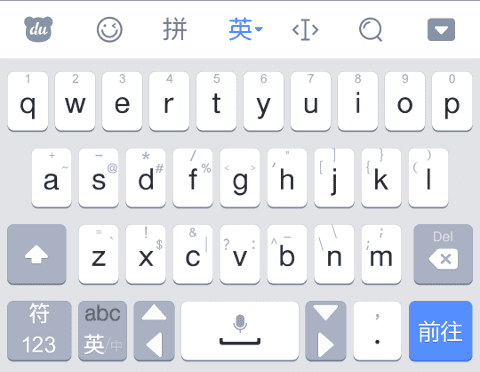 du 拼 英
1 2 3 4 5 6 7 8 9 0
q w e r t y u i o p
+ ~ − @ * # / % < > ' " [ ] { } ( )
a s d f g h j k l
Del
= ` ! $ & | ? : ^ _ \ \ ; ;
z x c v b n m
符 abc ,
123 英/中 . 前往